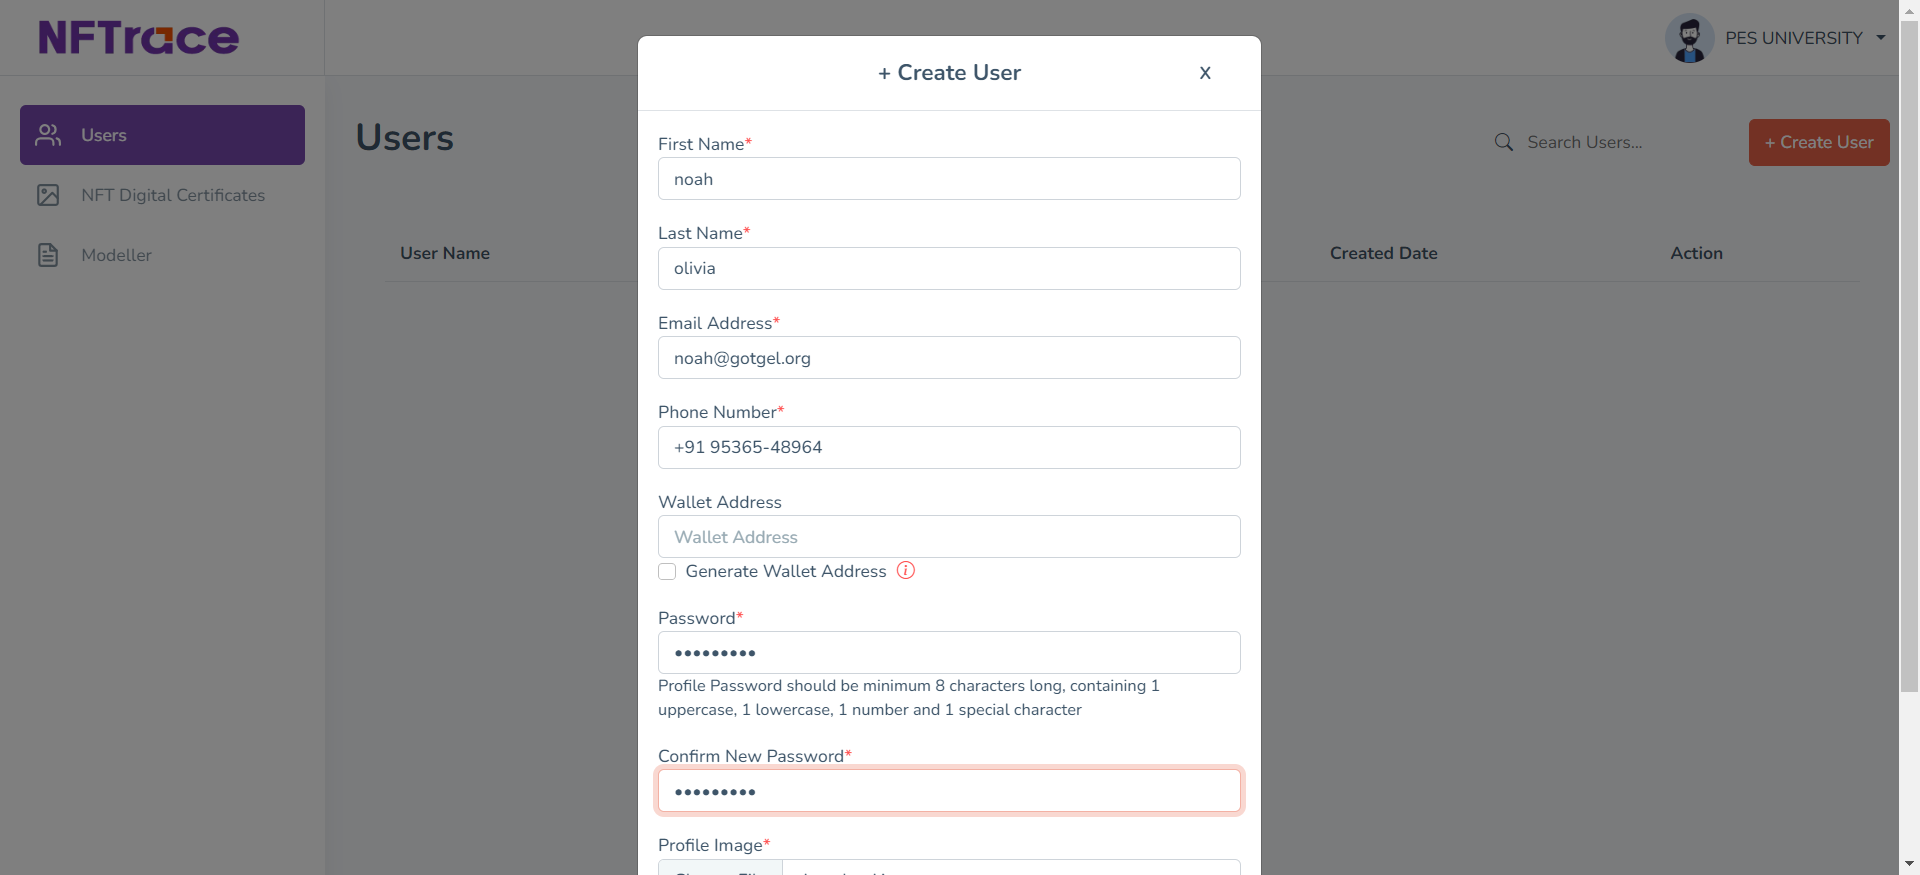 NFTrace
PES UNIVERSITY
Users
NFT Digital Certificates
Modeller
Users
Search Users...
+ Create User
User Name
Created Date
Action
+ Create User
X
First Name*
noah
Last Name*
olivia
Email Address*
noah@gotgel.org
Phone Number*
+91 95365-48964
Wallet Address
Wallet Address
Generate Wallet Address
Password*
•••••••••
Profile Password should be minimum 8 characters long, containing 1
uppercase, 1 lowercase, 1 number and 1 special character
Confirm New Password*
•••••••••
Profile Image*